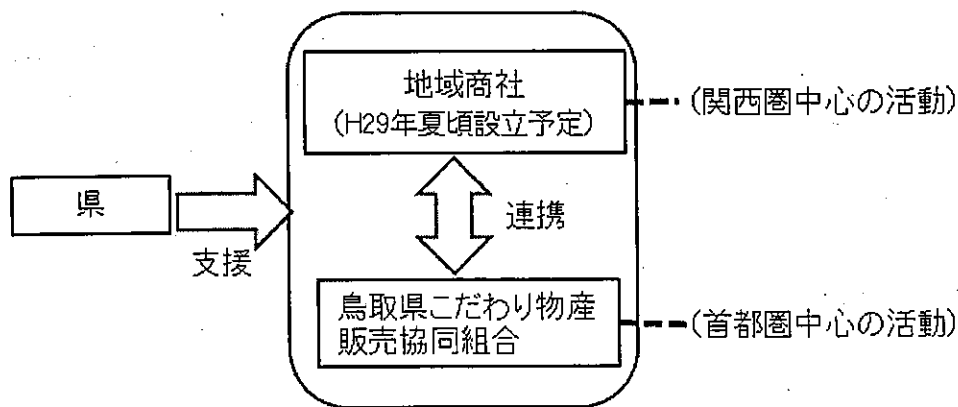 地域商社
(H29年夏頃設立予定)
(関西圏中心の活動)
県
支援
連携
鳥取県こだわり物産
販売協同組合
(首都圏中心の活動)